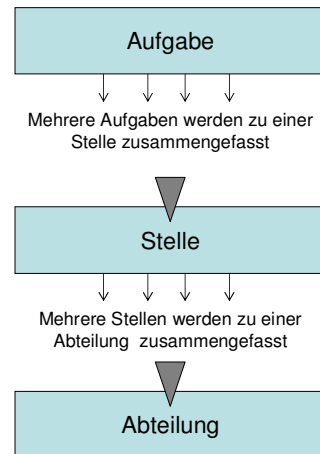 Aufgabe
Mehrere Aufgaben werden zu einer
Stelle zusammengefasst
Stelle
Mehrere Stellen werden zu einer
Abteilung zusammengefasst
Abteilung